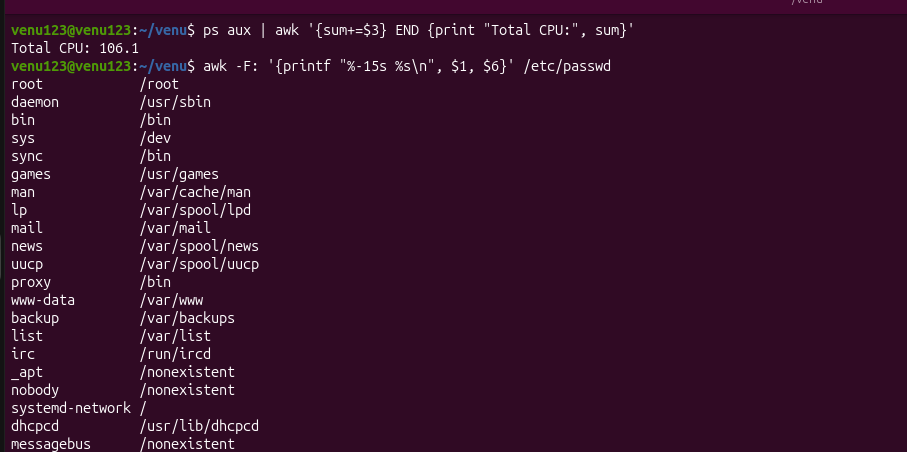 /venu
venu123@venu123:~/venu$ ps aux | awk '{sum+=$3} END {print "Total CPU:", sum}'
Total CPU: 106.1
venu123@venu123:~/venu$ awk -F: '{printf "%-15s %s\n", $1, $6}' /etc/passwd
root            /root
daemon          /usr/sbin
bin             /bin
sys             /dev
sync            /bin
games           /usr/games
man             /var/cache/man
lp              /var/spool/lpd
mail            /var/mail
news            /var/spool/news
uucp            /var/spool/uucp
proxy           /bin
www-data        /var/www
backup          /var/backups
list            /var/list
irc             /run/ircd
_apt            /nonexistent
nobody          /nonexistent
systemd-network /
dhcpcd          /usr/lib/dhcpcd
messagebus      /nonexistent